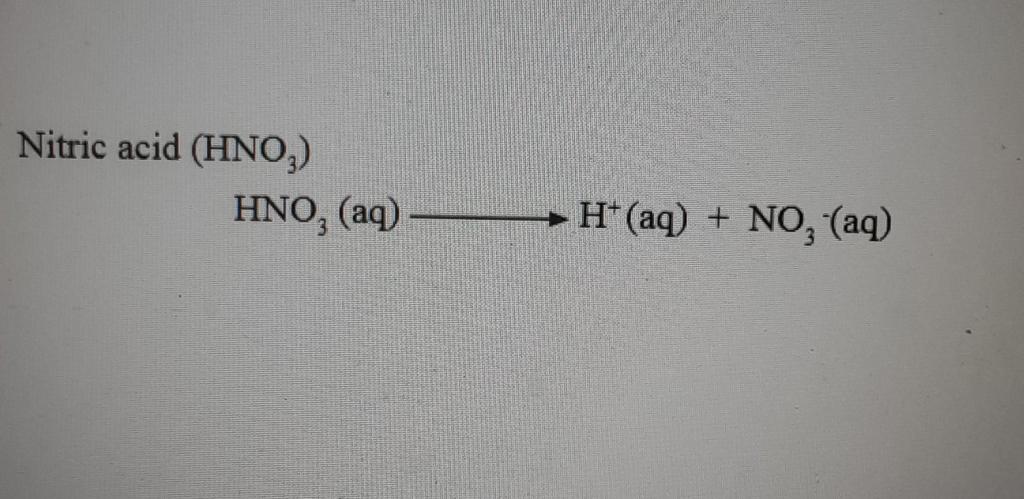 Nitric acid (HNO₃)
HNO₃ (aq) ⟶ H⁺(aq) + NO₃⁻(aq)